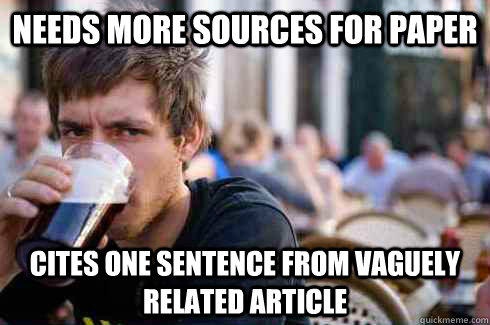 NEEDS MORE SOURCES FOR PAPER
CITES ONE SENTENCE FROM VAGUELY
RELATED ARTICLE
quickmeme.com